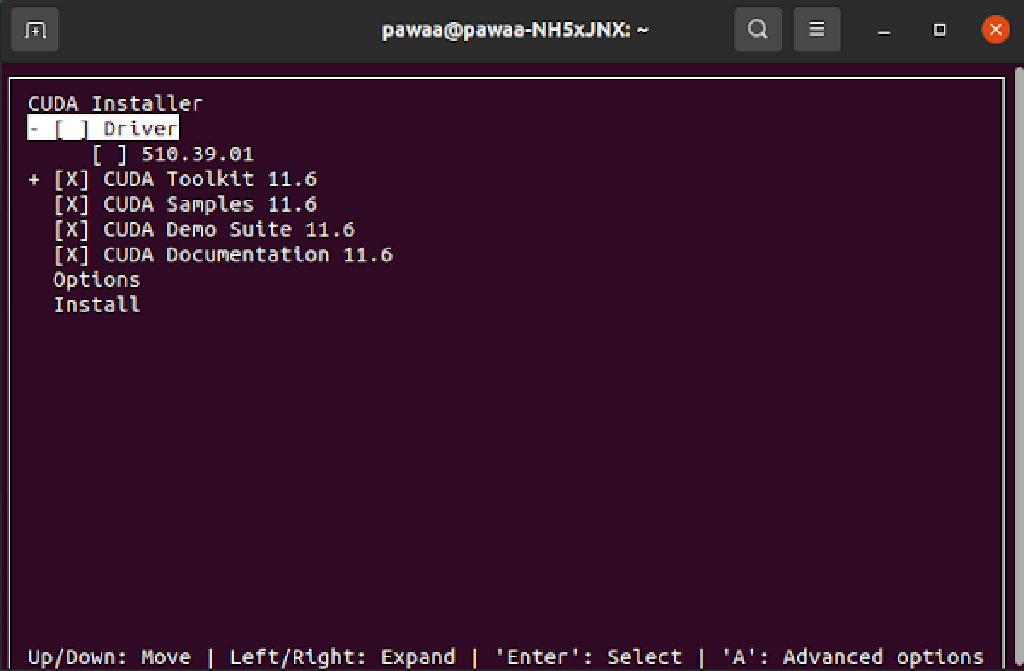 pawaa@pawaa-NH5xJNX: ~
CUDA Installer
- [ ] Driver
[ ] 510.39.01
+ [X] CUDA Toolkit 11.6
[X] CUDA Samples 11.6
[X] CUDA Demo Suite 11.6
[X] CUDA Documentation 11.6
Options
Install
Up/Down: Move | Left/Right: Expand | 'Enter': Select | 'A': Advanced options